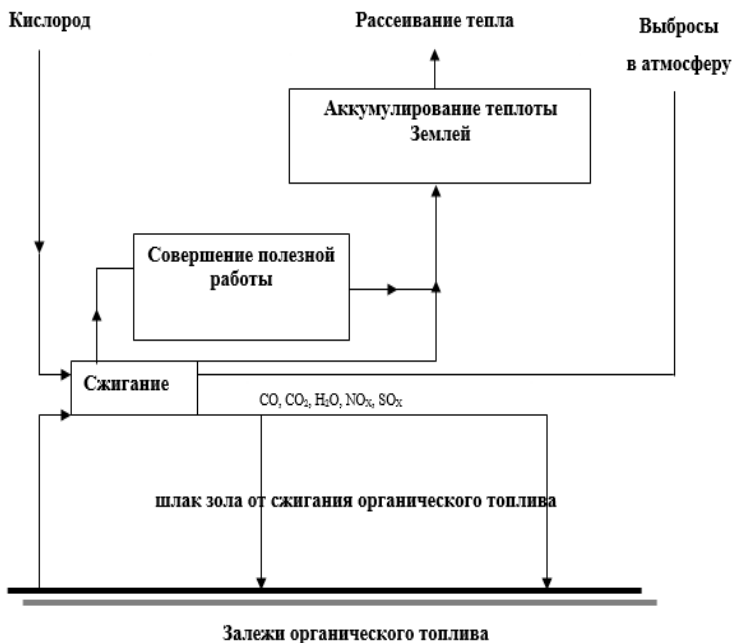 Кислород
Рассеивание тепла
Выбросы
в атмосферу
Аккумулирование теплоты
Землей
Совершение полезной
работы
Сжигание
CO, CO₂, H₂O, NOₓ, SOₓ
шлак зола от сжигания органического топлива
Залежи органического топлива